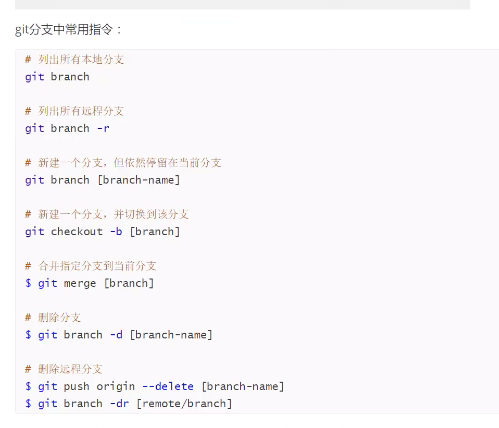 git分支中常用指令：
# 列出所有本地分支
git branch
# 列出所有远程分支
git branch -r
# 新建一个分支，但依然停留在当前分支
git branch [branch-name]
# 新建一个分支，并切换到该分支
git checkout -b [branch]
# 合并指定分支到当前分支
$ git merge [branch]
# 删除分支
$ git branch -d [branch-name]
# 删除远程分支
$ git push origin --delete [branch-name]
$ git branch -dr [remote/branch]